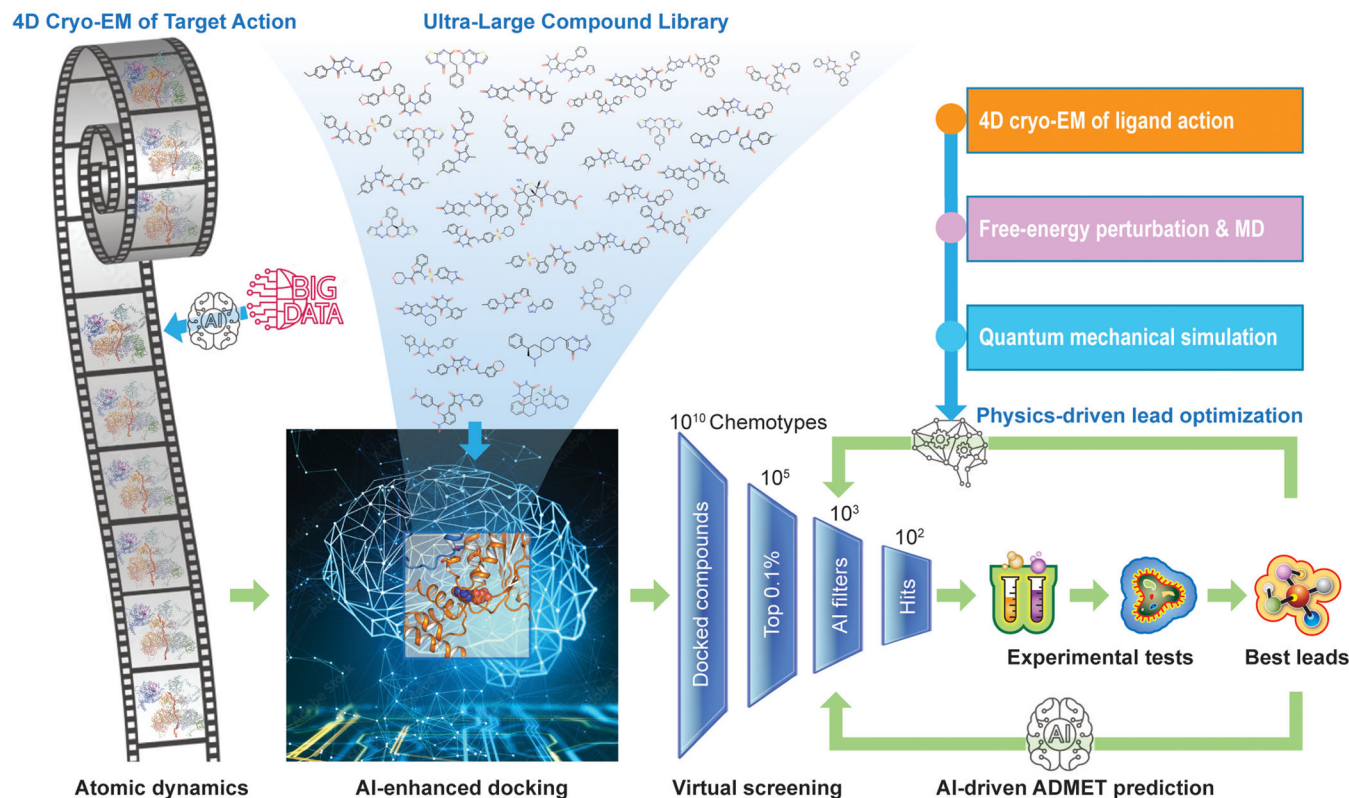 4D Cryo-EM of Target Action
Ultra-Large Compound Library
4D cryo-EM of ligand action
Free-energy perturbation & MD
Quantum mechanical simulation
BIG
DATA
AI
Physics-driven lead optimization
10¹⁰ Chemotypes
10⁵
10³
10²
Docked compounds
Top 0.1%
AI filters
Hits
Experimental tests
Best leads
AI
Atomic dynamics
AI-enhanced docking
Virtual screening
AI-driven ADMET prediction